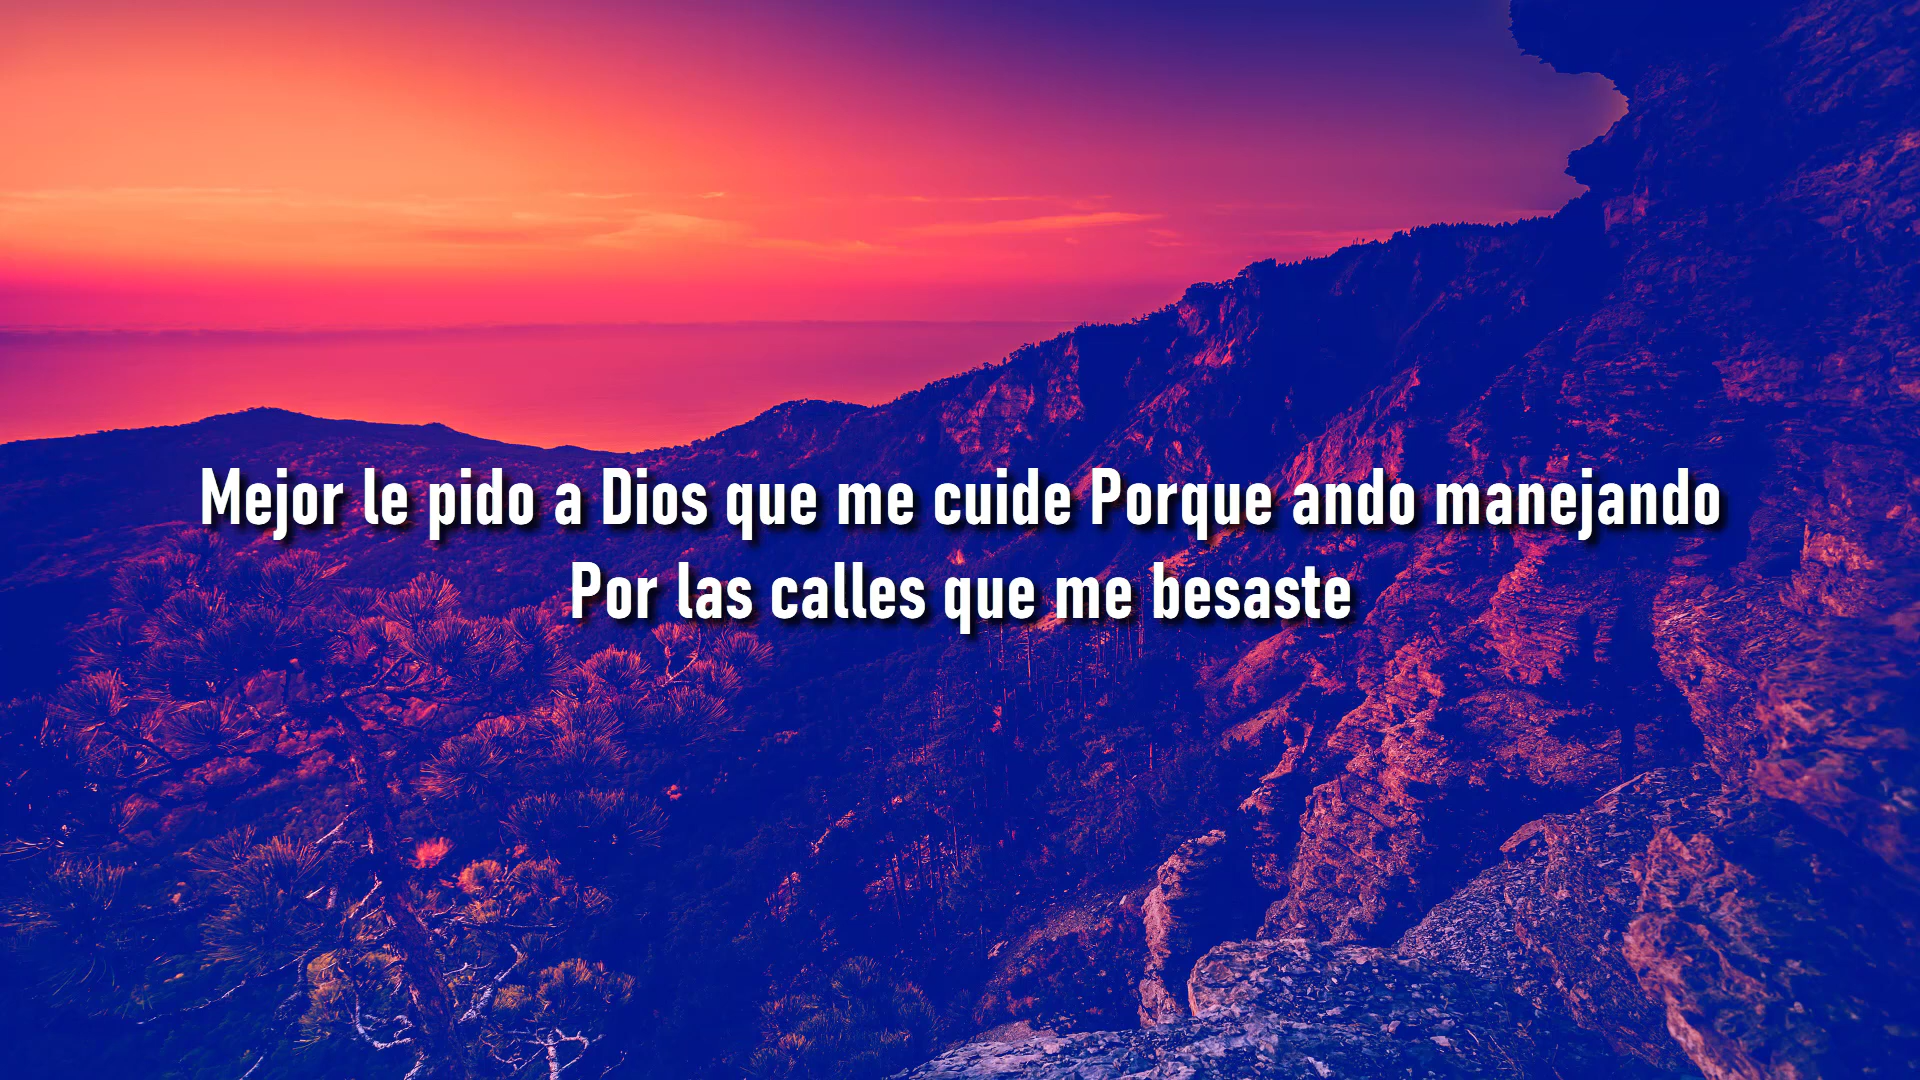 Mejor le pido a Dios que me cuide Porque ando manejando
Por las calles que me besaste